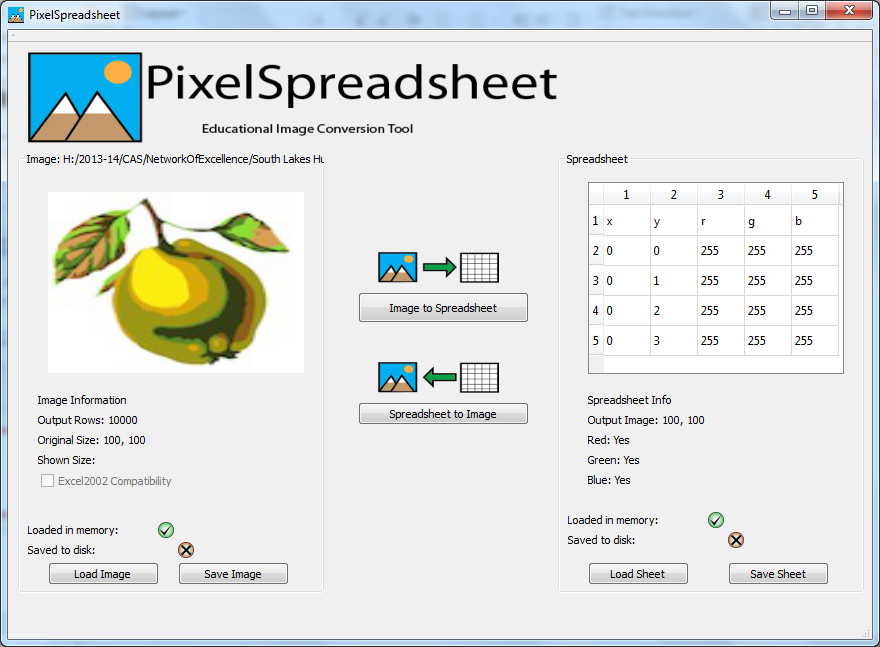 PixelSpreadsheet
PixelSpreadsheet
Educational Image Conversion Tool
Image: H:/2013-14/CAS/NetworkOfExcellence/South Lakes Hu
Image Information
Output Rows: 10000
Original Size: 100, 100
Shown Size:
Excel2002 Compatibility
Loaded in memory:
Saved to disk:
Load Image Save Image
Image to Spreadsheet
Spreadsheet to Image
Spreadsheet
1 2 3 4 5
1 x y r g b
2 0 0 255 255 255
3 0 1 255 255 255
4 0 2 255 255 255
5 0 3 255 255 255
Spreadsheet Info
Output Image: 100, 100
Red: Yes
Green: Yes
Blue: Yes
Loaded in memory:
Saved to disk:
Load Sheet Save Sheet